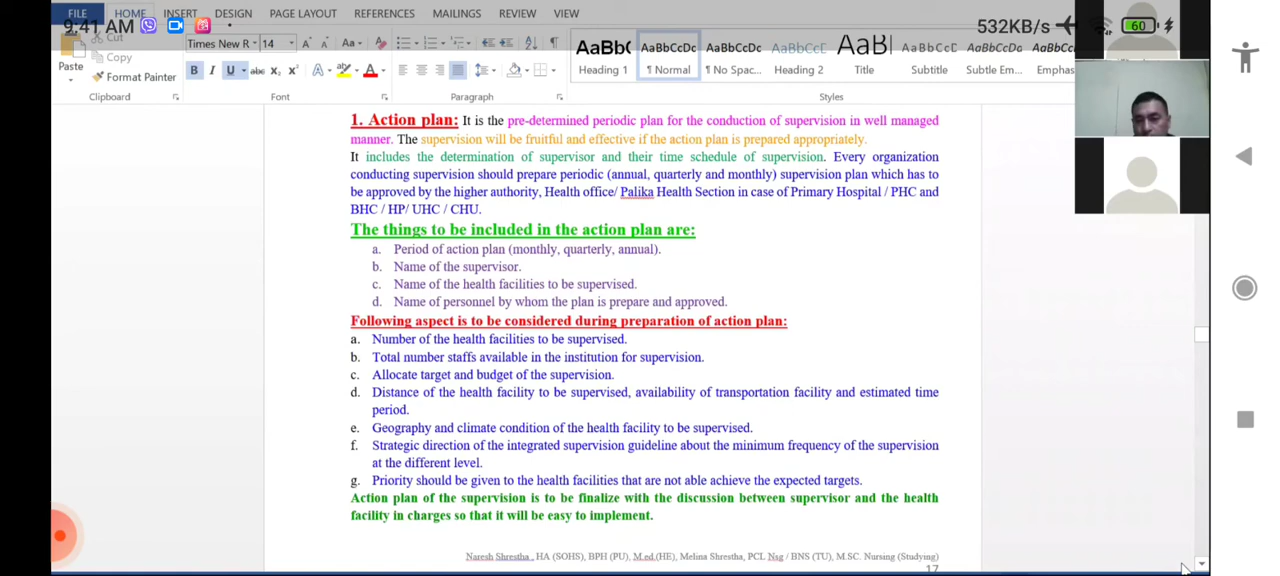 FILE HOME INSERT DESIGN PAGE LAYOUT REFERENCES MAILINGS REVIEW VIEW
9:41 AM 532KB/s 60
Cut
Copy
Format Painter
Paste
Times New R 14
Clipboard Font Paragraph Styles
AaBb( AaBbCcDc AaBbCcDc AaBbCcE AaB AaBbCcD AaBbCcDc AaBbCc
Heading 1 ¶ Normal ¶ No Spac... Heading 2 Title Subtitle Subtle Em... Emphas
1. Action plan: It is the pre-determined periodic plan for the conduction of supervision in well managed
manner. The supervision will be fruitful and effective if the action plan is prepared appropriately.
It includes the determination of supervisor and their time schedule of supervision. Every organization
conducting supervision should prepare periodic (annual, quarterly and monthly) supervision plan which has to
be approved by the higher authority, Health office/ Palika Health Section in case of Primary Hospital / PHC and
BHC / HP/ UHC / CHU.
The things to be included in the action plan are:
a. Period of action plan (monthly, quarterly, annual).
b. Name of the supervisor.
c. Name of the health facilities to be supervised.
d. Name of personnel by whom the plan is prepare and approved.
Following aspect is to be considered during preparation of action plan:
a. Number of the health facilities to be supervised.
b. Total number staffs available in the institution for supervision.
c. Allocate target and budget of the supervision.
d. Distance of the health facility to be supervised, availability of transportation facility and estimated time
period.
e. Geography and climate condition of the health facility to be supervised.
f. Strategic direction of the integrated supervision guideline about the minimum frequency of the supervision
at the different level.
g. Priority should be given to the health facilities that are not able achieve the expected targets.
Action plan of the supervision is to be finalize with the discussion between supervisor and the health
facility in charges so that it will be easy to implement.
Naresh Shrestha , HA (SOHS), BPH (PU), M.ed.(HE), Melina Shrestha, PCL Nsg / BNS (TU), M.SC. Nursing (Studying)
17